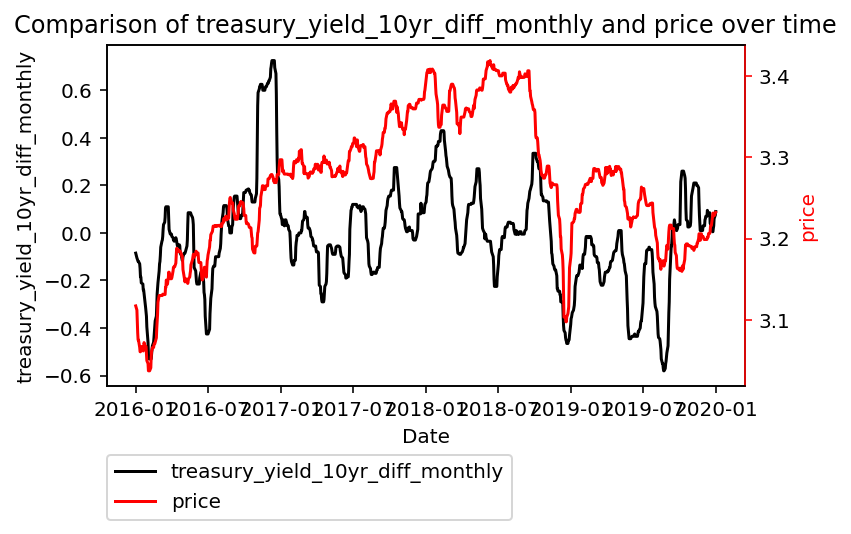 Comparison of treasury_yield_10yr_diff_monthly and price over time
treasury_yield_10yr_diff_monthly
0.6
0.4
0.2
0.0
−0.2
−0.4
−0.6
3.4
3.3
3.2
3.1
price
2016-01 2016-07 2017-01 2017-07 2018-01 2018-07 2019-01 2019-07 2020-01
Date
treasury_yield_10yr_diff_monthly
price